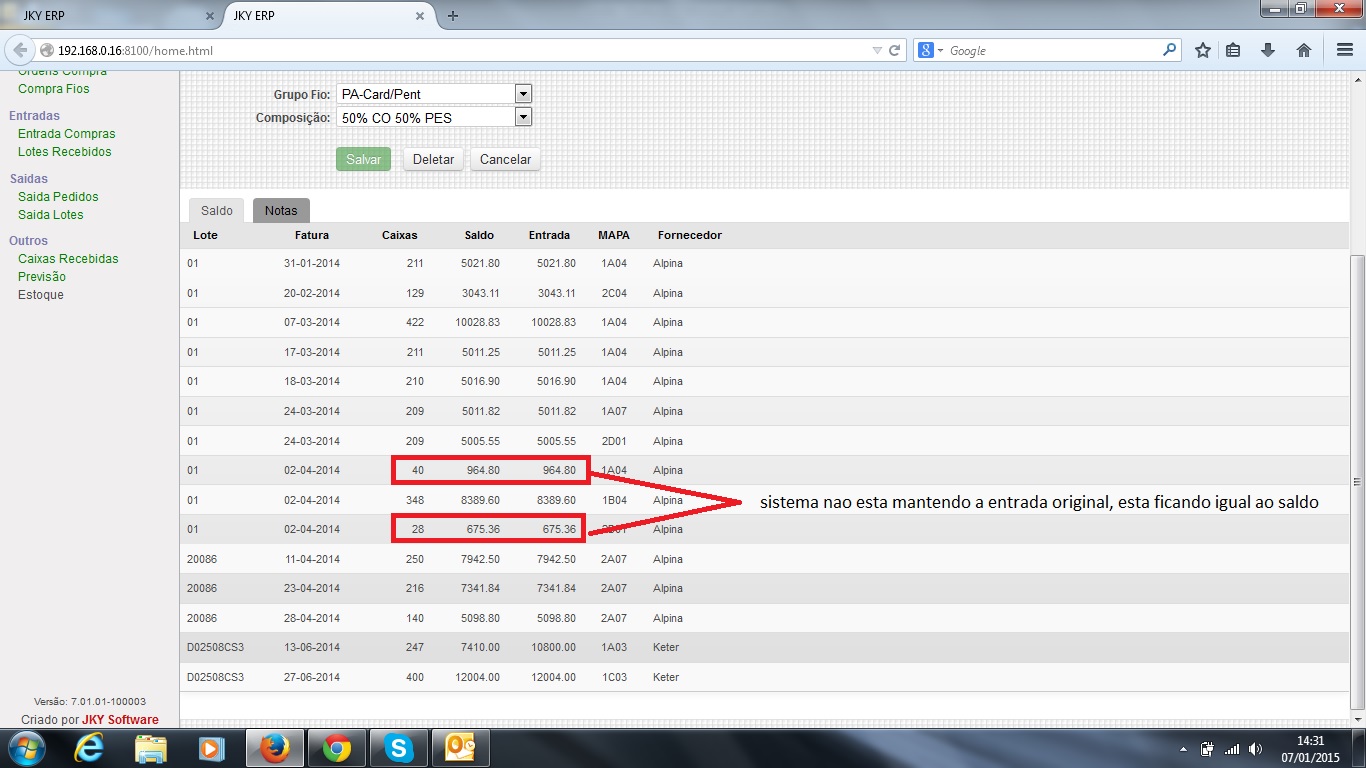 JKY ERP
JKY ERP
192.168.0.16:8100/home.html
Google
Ordens Compra
Compra Fios
Entradas
Entrada Compras
Lotes Recebidos
Saidas
Saida Pedidos
Saida Lotes
Outros
Caixas Recebidas
Previsão
Estoque
Versão: 7.01.01-100003
Criado por JKY Software
Grupo Fio: PA-Card/Pent
Composição: 50% CO 50% PES
Salvar Deletar Cancelar
Saldo Notas
Lote Fatura Caixas Saldo Entrada MAPA Fornecedor
01 31-01-2014 211 5021.80 5021.80 1A04 Alpina
01 20-02-2014 129 3043.11 3043.11 2C04 Alpina
01 07-03-2014 422 10028.83 10028.83 1A04 Alpina
01 17-03-2014 211 5011.25 5011.25 1A04 Alpina
01 18-03-2014 210 5016.90 5016.90 1A04 Alpina
01 24-03-2014 209 5011.82 5011.82 1A07 Alpina
01 24-03-2014 209 5005.55 5005.55 2D01 Alpina
01 02-04-2014 40 964.80 964.80 1A04 Alpina
01 02-04-2014 348 8389.60 8389.60 1B04 Alpina
sistema nao esta mantendo a entrada original, esta ficando igual ao saldo
01 02-04-2014 28 675.36 675.36 Alpina
20086 11-04-2014 250 7942.50 7942.50 2A07 Alpina
20086 23-04-2014 216 7341.84 7341.84 2A07 Alpina
20086 28-04-2014 140 5098.80 5098.80 2A07 Alpina
D02508CS3 13-06-2014 247 7410.00 10800.00 1A03 Keter
D02508CS3 27-06-2014 400 12004.00 12004.00 1C03 Keter
14:31
07/01/2015